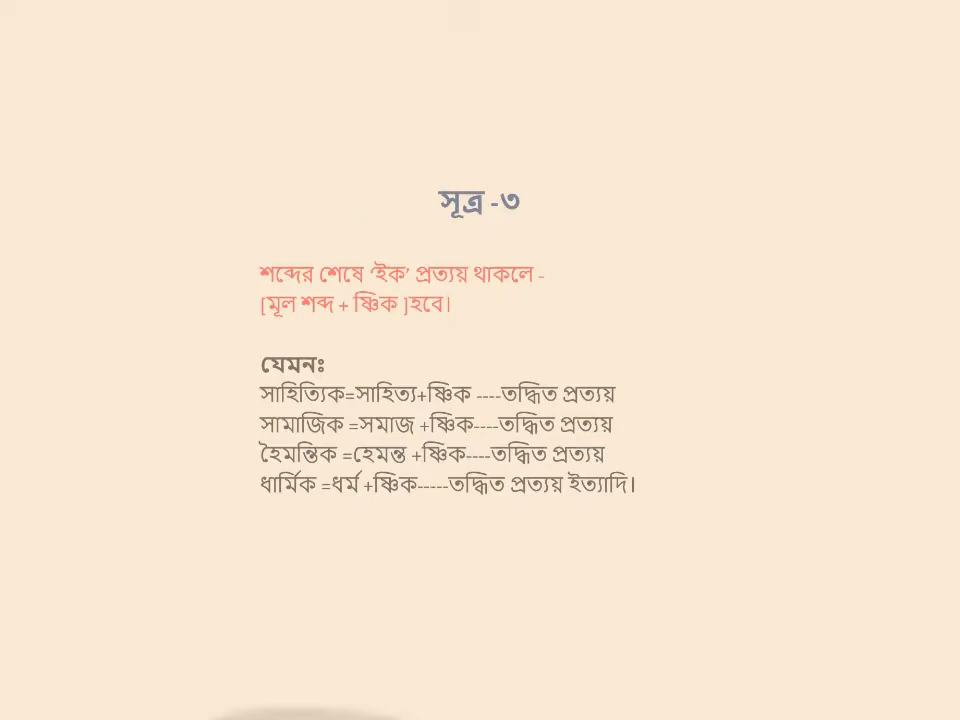 সূত্র -৩
শব্দের শেষে ‘ইক’ প্রত্যয় থাকলে -
[মূল শব্দ + ষ্ণিক ]হবে।
যেমনঃ
সাহিত্যিক=সাহিত্য+ষ্ণিক ----তদ্ধিত প্রত্যয়
সামাজিক =সমাজ +ষ্ণিক----তদ্ধিত প্রত্যয়
হৈমন্তিক =হেমন্ত +ষ্ণিক----তদ্ধিত প্রত্যয়
ধার্মিক =ধর্ম +ষ্ণিক-----তদ্ধিত প্রত্যয় ইত্যাদি।